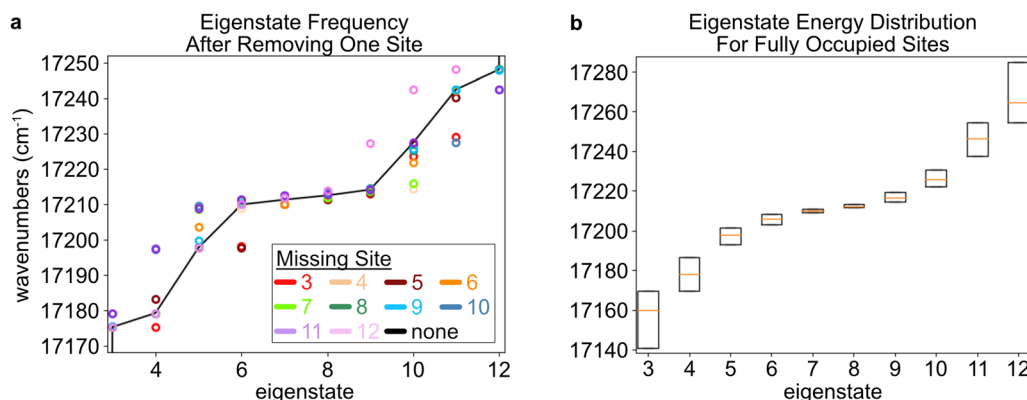 a
Eigenstate Frequency
After Removing One Site
wavenumbers (cm⁻¹)
17250
17240
17230
17220
17210
17200
17190
17180
17170
Missing Site
3 4 5 6
7 8 9 10
11 12 none
4 6 8 10 12
eigenstate
b
Eigenstate Energy Distribution
For Fully Occupied Sites
17280
17260
17240
17220
17200
17180
17160
17140
3 4 5 6 7 8 9 10 11 12
eigenstate